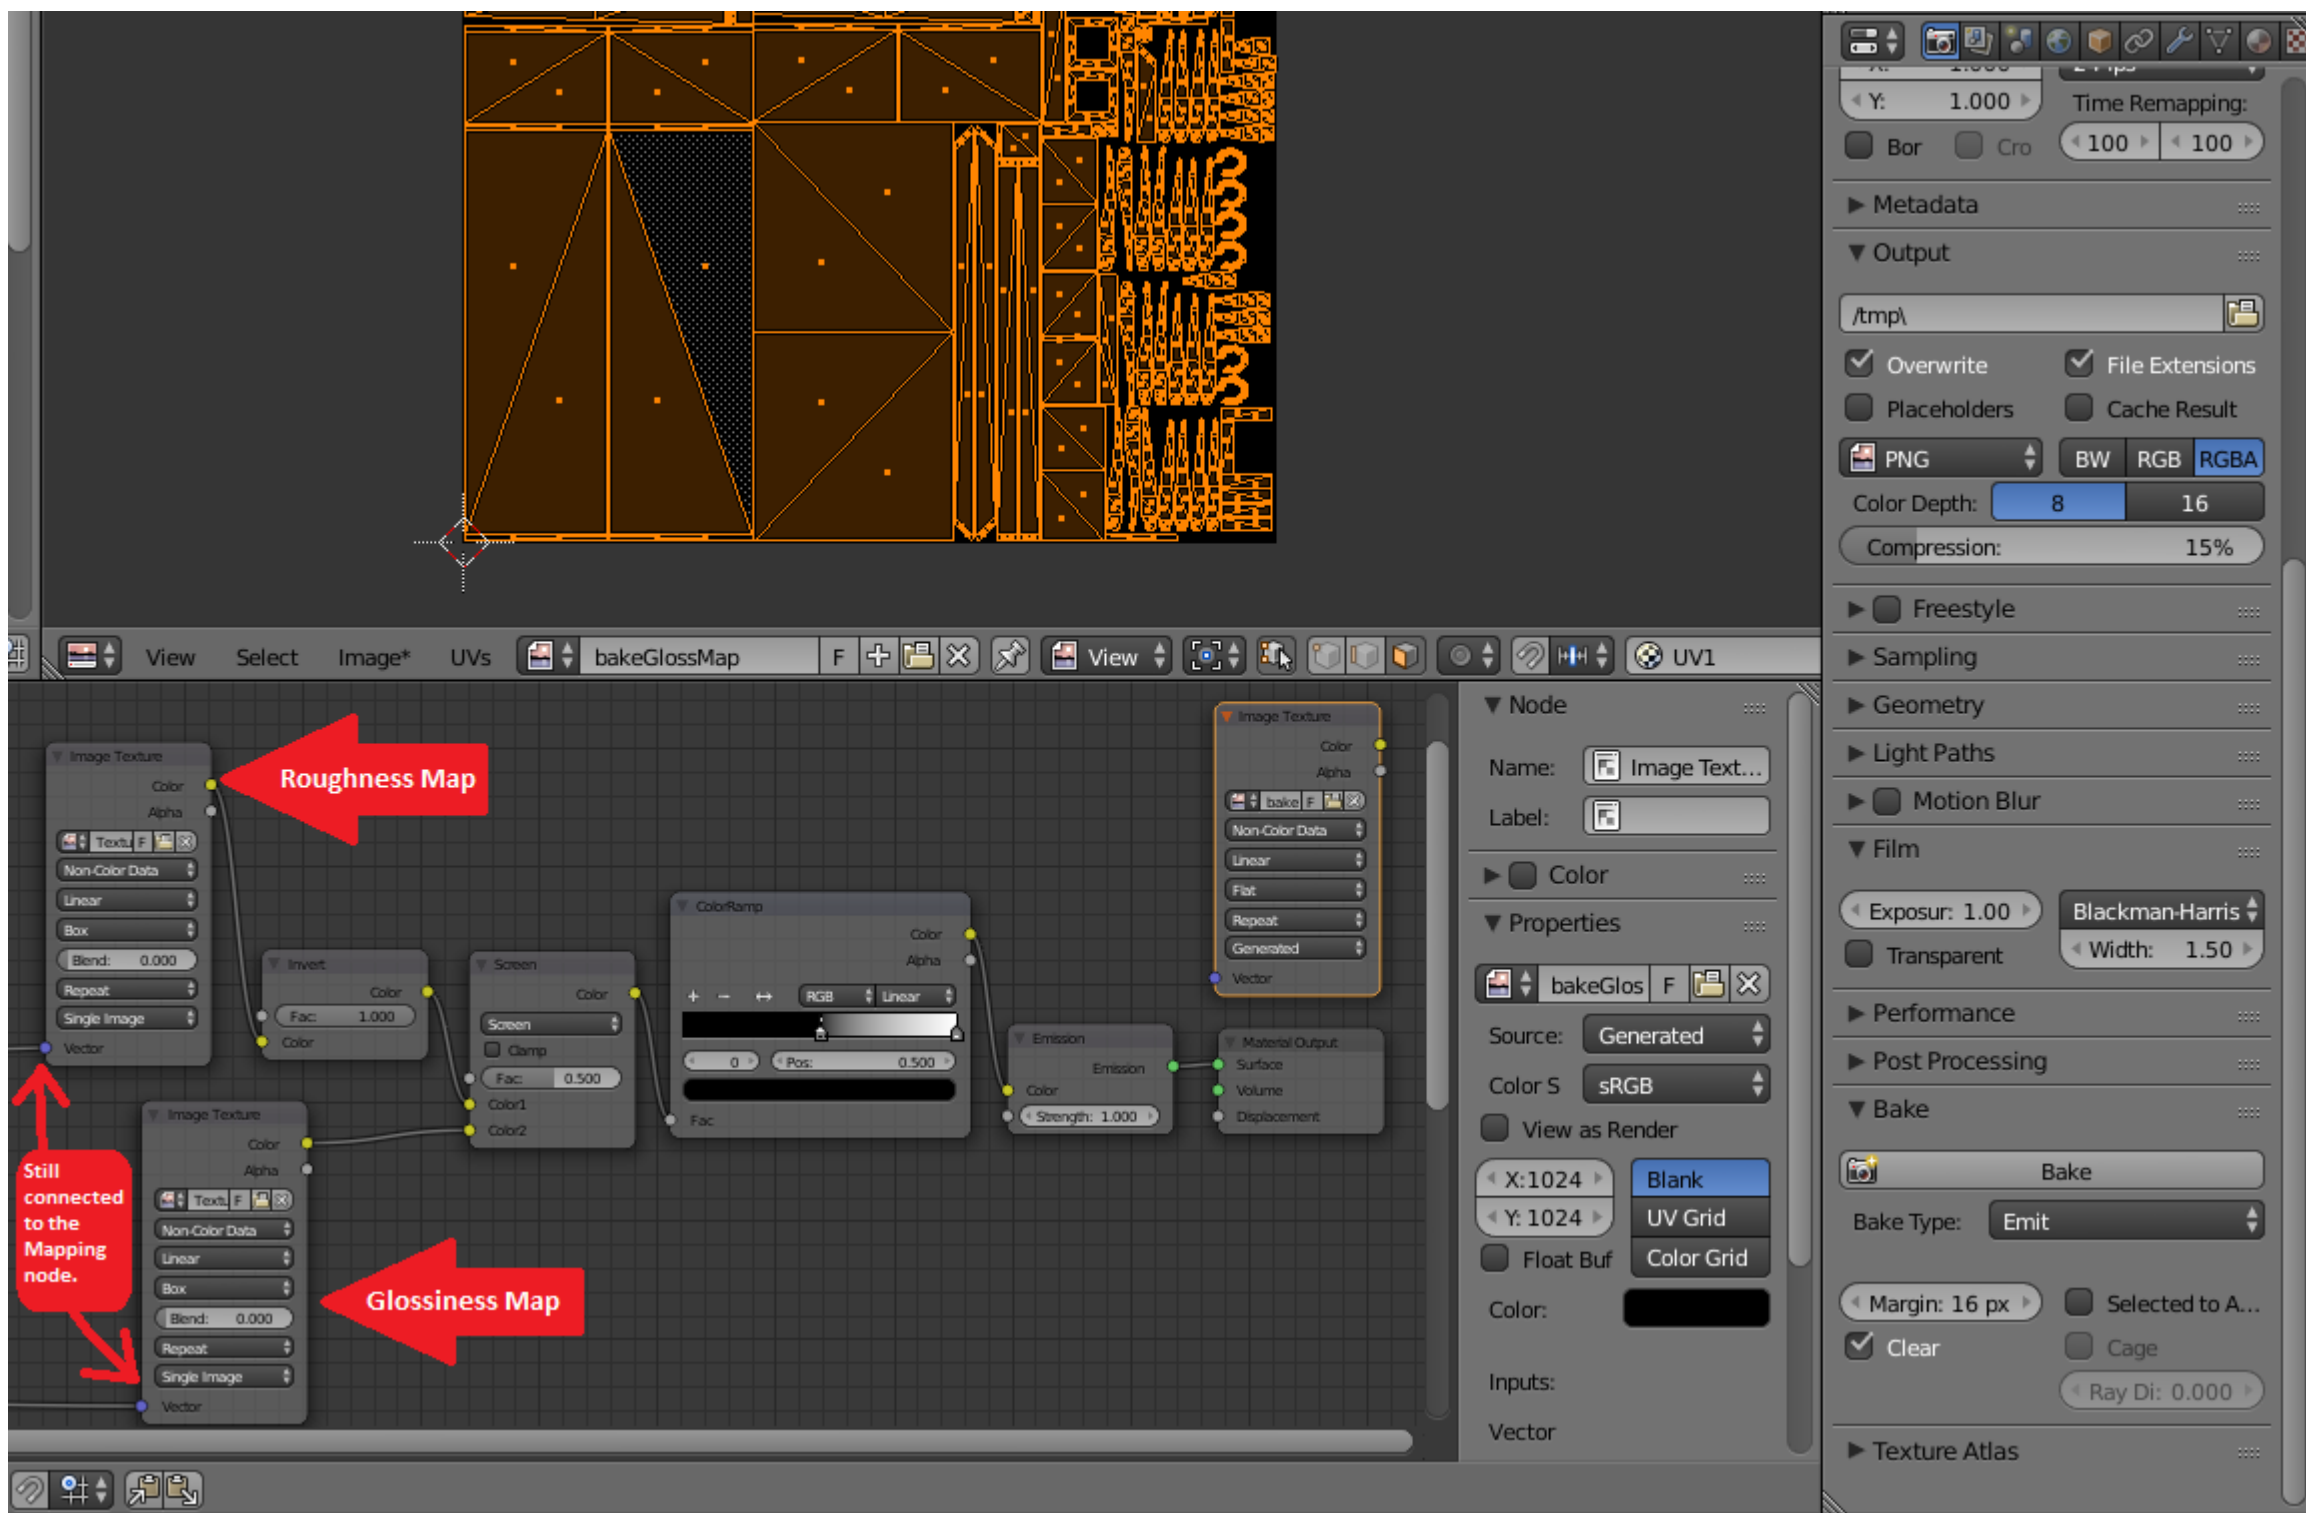 Y: 1.000
Time Remapping:
Bor
Cro
100
100
Metadata
Output
/tmp\
Overwrite
File Extensions
Placeholders
Cache Result
PNG
BW
RGB
RGBA
Color Depth:
8
16
Compression: 15%
Freestyle
Sampling
Geometry
Light Paths
Motion Blur
Film
Exposur: 1.00
Blackman-Harris
Transparent
Width: 1.50
Performance
Post Processing
Bake
Bake
Bake Type:
Emit
Margin: 16 px
Selected to A...
Clear
Cage
Ray Di: 0.000
Texture Atlas
View
Select
Image*
UVs
bakeGlossMap
F
View
UV1
Image Texture
Color
Alpha
Textu
F
Non-Color Data
Linear
Box
Blend: 0.000
Repeat
Single Image
Vector
Roughness Map
Still
connected
to the
Mapping
node.
Image Texture
Color
Alpha
Textu
F
Non-Color Data
Linear
Box
Blend: 0.000
Repeat
Single Image
Vector
Glossiness Map
Invert
Color
Fac: 1.000
Color
Screen
Color
Screen
Clamp
Fac: 0.500
Color1
Color2
ColorRamp
Color
Alpha
RGB
Linear
0
Pos: 0.500
Fac
Emission
Emission
Color
Strength: 1.000
Image Texture
Color
Alpha
bake
F
Non-Color Data
Linear
Flat
Repeat
Generated
Vector
Material Output
Surface
Volume
Displacement
Node
Name:
Image Text...
Label:
Color
Properties
bakeGlos
F
Source:
Generated
Color S
sRGB
View as Render
X:1024
Blank
Y: 1024
UV Grid
Float Buf
Color Grid
Color:
Inputs:
Vector